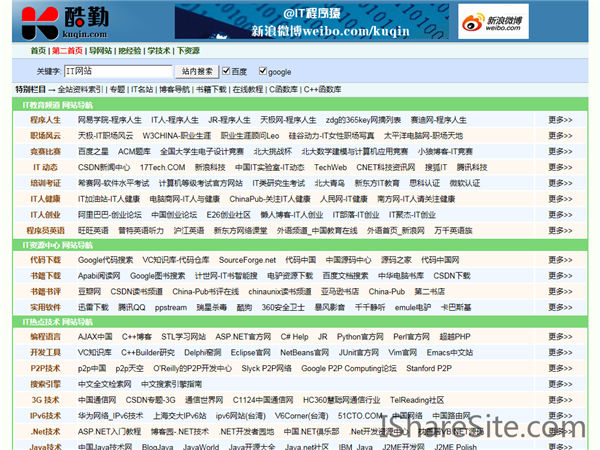 酷勤
kuqin.com
@IT程序猿
新浪微博weibo.com/kuqin
新浪微博
weibo.com
首页 | 第二首页 | 导网站 | 挖经验 | 学技术 | 下资源
关键字: IT网站 站内搜索 百度 google
特别栏目 → 全站资料索引 | 专题 | IT名站 | 博客导航 | 书籍下载 | 在线教程 | C函数库 | C++函数库
IT教育频道 网站导航
程序人生 网易学院-程序人生 IT人-程序人生 JR-程序人生 天极网-程序人生 zdg的365key网摘列表 赛迪网-程序人生 更多>>
职场风云 天极-IT职场风云 W3CHINA-职业生涯 职业生涯顾问Leo 硅谷动力-IT女性职场写真 太平洋电脑网-职场天地 更多>>
竞赛比赛 百度之星 ACM题库 全国大学生电子设计竞赛 北大挑战杯 北大数学建模与计算机应用竞赛 小狼博客-IT竞赛 更多>>
IT 动态 CSDN新闻中心 17TECH.COM 新浪科技 中国IT实验室-IT动态 TechWeb CNET科技资讯网 搜狐IT 腾讯科技 更多>>
培训考证 希赛网-软件水平考试 计算机等级考试官方网站 IT类研究生考试 北大青鸟 新东方IT教育 思科认证 微软认证 更多>>
IT人健康 IT加油站-IT人健康 电脑商网-IT人与健康 ChinaPub-关注IT人健康 人民网-IT健康 南方网-IT人请关注健康 更多>>
IT人创业 阿里巴巴-创业论坛 中国创业论坛 E26创业社区 懒人博客-IT人创业 IT部落-IT创业 IT聚杰-IT创业 更多>>
程序员英语 旺旺英语 普特英语听力 沪江英语 新东方网络课堂 外语频道_中国教育在线 外语首页_新浪网 万千英语族 更多>>
IT资源中心 网站导航
代码下载 Google代码搜索 VC知识库-代码仓库 SourceForge.net 代码中国 中国源码中心 源码之家 代码中国网 更多>>
书籍下载 Apabi阅读网 Google图书搜索 计世网-IT书智能搜 电驴资源下载 百度文档搜索 中华电脑书库 CSDN下载 更多>>
书籍书评 豆瓣网 CSDN读书频道 China-Pub书评在线 chinaunix读书频道 亚马逊书店 China-Pub 第二书店 更多>>
实用软件 迅雷下载 腾讯QQ ppstream 瑞星杀毒 酷狗 360安全卫士 暴风影音 千千静听 emule电驴 卡巴斯基 更多>>
IT热点技术 网站导航
编程语言 AJAX中国 C++博客 STL学习网站 ASP.NET官方网 C# Help JR Python官方网 Perl官方网 超越PHP 更多>>
开发工具 VC知识库 C++Builder研究 Delphi窑洞 Eclipse官网 NetBeans官网 JUnit官方网 Vim官方网 Emacs中文站 更多>>
P2P技术 p2p中国 p2p天空 O'Reilly的P2P开发中心 Slyck P2P网络 Google P2P Computing论坛 Stanford P2P 更多>>
搜索引擎 中文全文检索网 中文搜索引擎指南 更多>>
3G 技术 中国通信网 CSDN专题-3G 通信世界网 C1124中国通信网 HC360慧聪网通信行业 TelReading社区 更多>>
IPv6技术 华为网络_IPv6技术 上海交大IPv6站 ipv6网站(台湾) V6Corner(台湾) 51CTO.COM 中国网络 中国路由网 更多>>
.Net技术 ASP.NET入门教程 博客园-.NET技术 .NET开发者园地 中国.NET俱乐部 .Net开发资源中心 枕善居VB.NET源码 更多>>
Java技术 中国Java技术网 BlogJava JavaWorld Java开源大全 Java.net社区 IBM Java J2ME开发网 J2ME Polish 更多>>
IShareSite.com